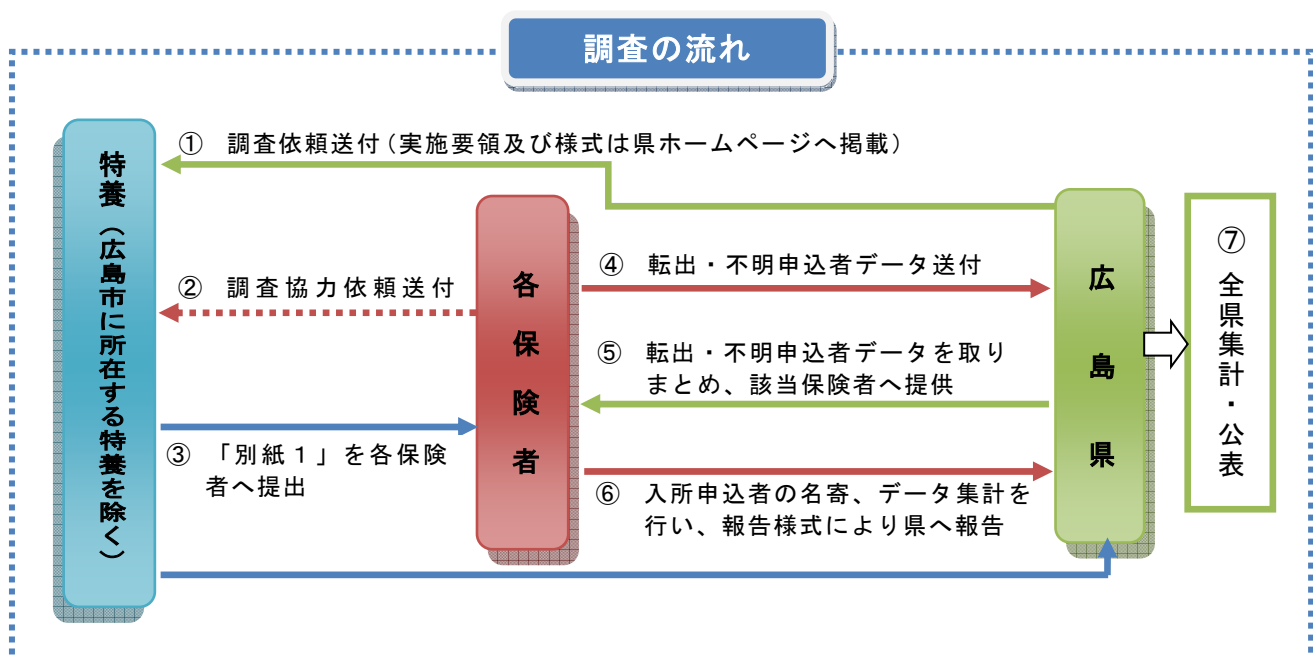 調査の流れ
特養（広島市に所在する特養を除く）
① 調査依頼送付（実施要領及び様式は県ホームページへ掲載）
② 調査協力依頼送付
③ 「別紙１」を各保険
者へ提出
各保険者
④ 転出・不明申込者データ送付
⑤ 転出・不明申込者データを取り
まとめ、該当保険者へ提供
⑥ 入所申込者の名寄、データ集計を
行い、報告様式により県へ報告
広島県
⑦ 全県集計・公表